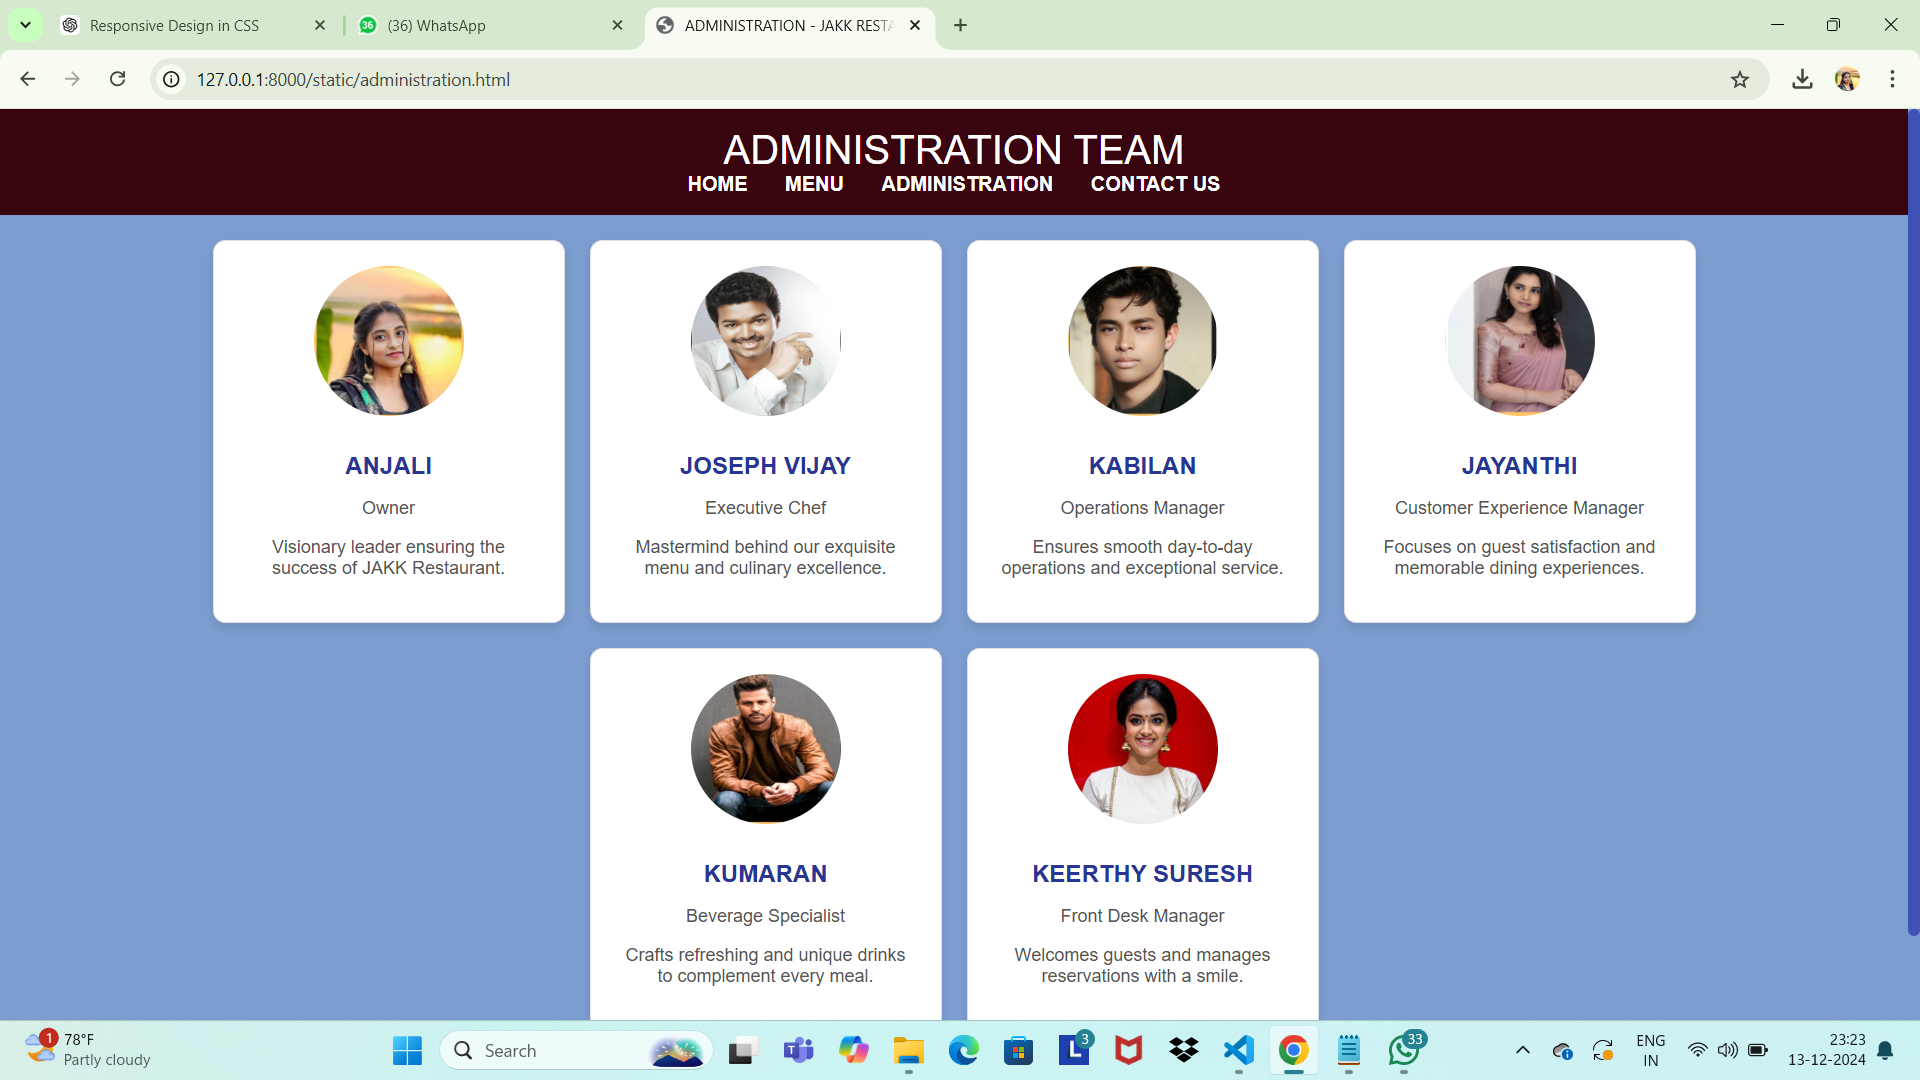 Responsive Design in CSS
36
(36) WhatsApp
ADMINISTRATION - JAKK RESTA
127.0.0.1:8000/static/administration.html
ADMINISTRATION TEAM
HOME MENU ADMINISTRATION CONTACT US
ANJALI
Owner
Visionary leader ensuring the
success of JAKK Restaurant.
JOSEPH VIJAY
Executive Chef
Mastermind behind our exquisite
menu and culinary excellence.
KABILAN
Operations Manager
Ensures smooth day-to-day
operations and exceptional service.
JAYANTHI
Customer Experience Manager
Focuses on guest satisfaction and
memorable dining experiences.
KUMARAN
Beverage Specialist
Crafts refreshing and unique drinks
to complement every meal.
KEERTHY SURESH
Front Desk Manager
Welcomes guests and manages
reservations with a smile.
1
78°F
Partly cloudy
Search
L
3
33
ENG
IN
23:23
13-12-2024